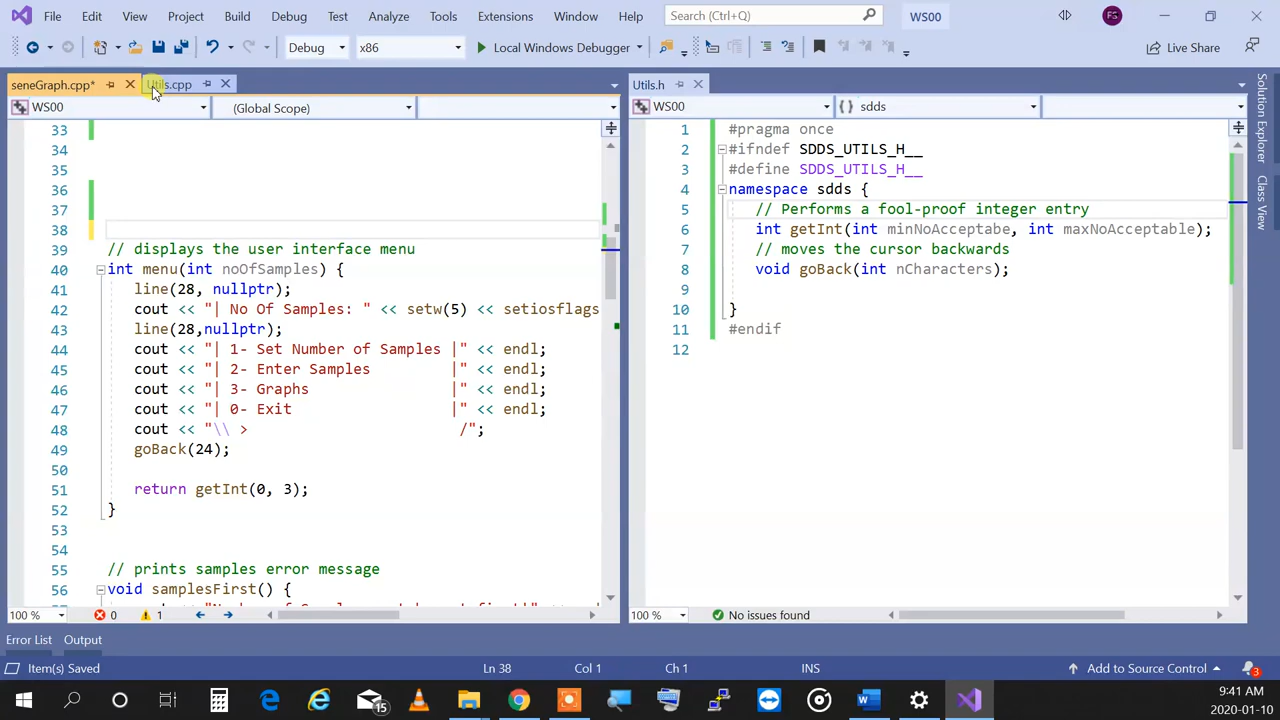 File Edit View Project Build Debug Test Analyze Tools Extensions Window Help Search (Ctrl+Q) WS00 FS
Debug x86 Local Windows Debugger Live Share
seneGraph.cpp* Utils.cpp Utils.h
WS00 (Global Scope) WS00 sdds
33
34
35
36
37
38
39 // displays the user interface menu
40 int menu(int noOfSamples) {
41 line(28, nullptr);
42 cout << "| No Of Samples: " << setw(5) << setiosflags
43 line(28,nullptr);
44 cout << "| 1- Set Number of Samples |" << endl;
45 cout << "| 2- Enter Samples |" << endl;
46 cout << "| 3- Graphs |" << endl;
47 cout << "| 0- Exit |" << endl;
48 cout << "\\ > /";
49 goBack(24);
50
51 return getInt(0, 3);
52 }
53
54
55 // prints samples error message
56 void samplesFirst() {
1 #pragma once
2 #ifndef SDDS_UTILS_H__
3 #define SDDS_UTILS_H__
4 namespace sdds {
5 // Performs a fool-proof integer entry
6 int getInt(int minNoAcceptabe, int maxNoAcceptable);
7 // moves the cursor backwards
8 void goBack(int nCharacters);
9
10 }
11 #endif
12
Solution Explorer
Class View
100 % 0 1 100 % No issues found
Error List Output
Item(s) Saved Ln 38 Col 1 Ch 1 INS Add to Source Control 3
15
9:41 AM
2020-01-10